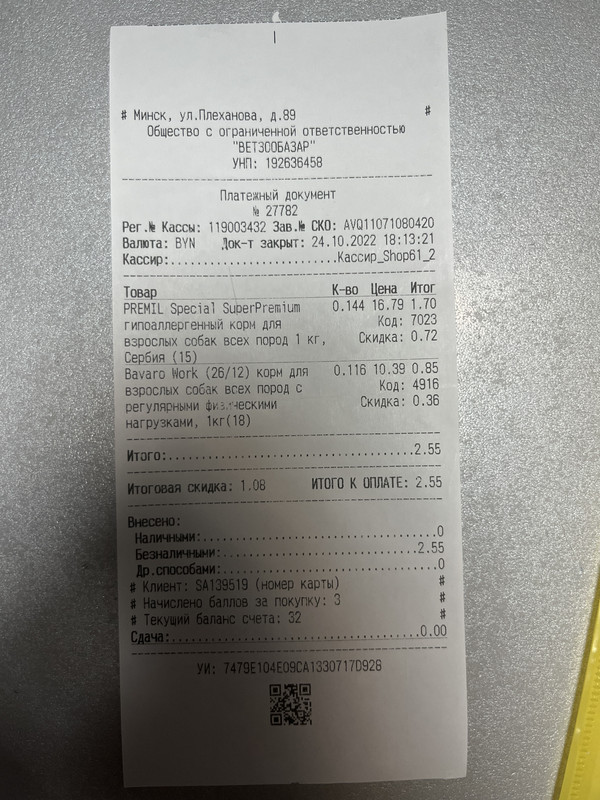 # Минск, ул.Плеханова, д.89 #
Общество с ограниченной ответственностью
"ВЕТЗООБАЗАР"
УНП: 192636458
Платежный документ
№ 27782
Рег.№ Кассы: 119003432 Зав.№ СКО: AVQ11071080420
Валюта: BYN Док-т закрыт: 24.10.2022 18:13:21
Кассир:........................Кассир_Shop61_2
Товар К-во Цена Итог
PREMIL Special SuperPremium 0.144 16.79 1.70
гипоаллергенный корм для Код: 7023
взрослых собак всех пород 1 кг, Скидка: 0.72
Сербия (15)
Bavaro Work (26/12) корм для 0.116 10.39 0.85
взрослых собак всех пород с Код: 4916
регулярными физическими Скидка: 0.36
нагрузками, 1кг(18)
Итого:...................................2.55
Итоговая скидка: 1.08 ИТОГО К ОПЛАТЕ: 2.55
Внесено:
Наличными:..................................0
Безналичными:............................2.55
Др.способами:...............................0
# Клиент: SA139519 (номер карты) #
# Начислено баллов за покупку: 3 #
# Текущий баланс счета: 32 #
Сдача:...................................0.00
УИ: 7479E104E09CA1330717D928